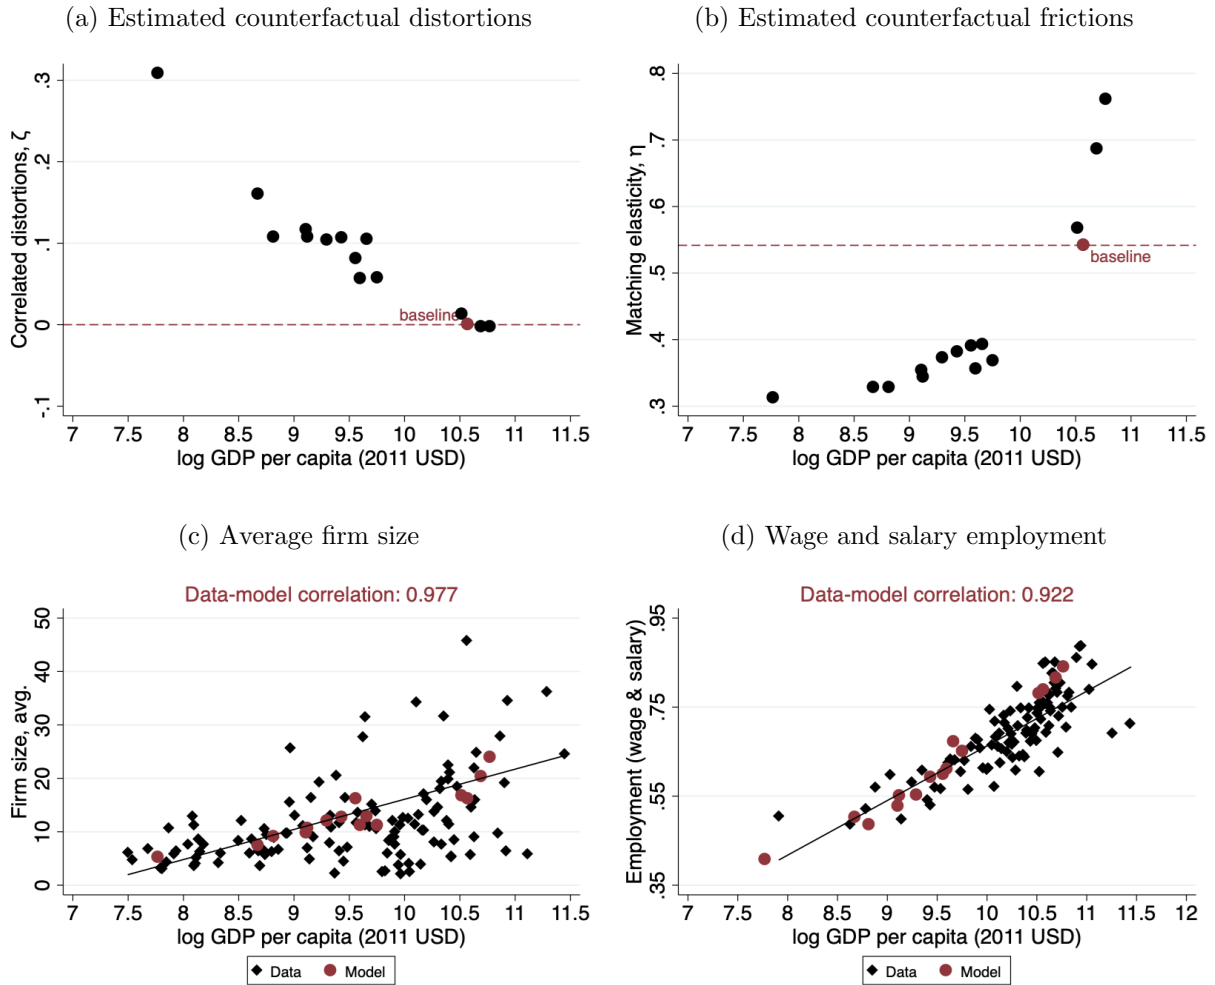 (a) Estimated counterfactual distortions
Correlated distortions, ζ
.3
.2
.1
0
-.1
baseline
7 7.5 8 8.5 9 9.5 10 10.5 11 11.5
log GDP per capita (2011 USD)
(b) Estimated counterfactual frictions
Matching elasticity, η
.8
.7
.6
.5
.4
.3
baseline
7 7.5 8 8.5 9 9.5 10 10.5 11 11.5
log GDP per capita (2011 USD)
(c) Average firm size
Data-model correlation: 0.977
Firm size, avg.
50
40
30
20
10
0
7 7.5 8 8.5 9 9.5 10 10.5 11 11.5
log GDP per capita (2011 USD)
Data Model
(d) Wage and salary employment
Data-model correlation: 0.922
Employment (wage & salary)
.95
.75
.55
.35
7 7.5 8 8.5 9 9.5 10 10.5 11 11.5 12
log GDP per capita (2011 USD)
Data Model